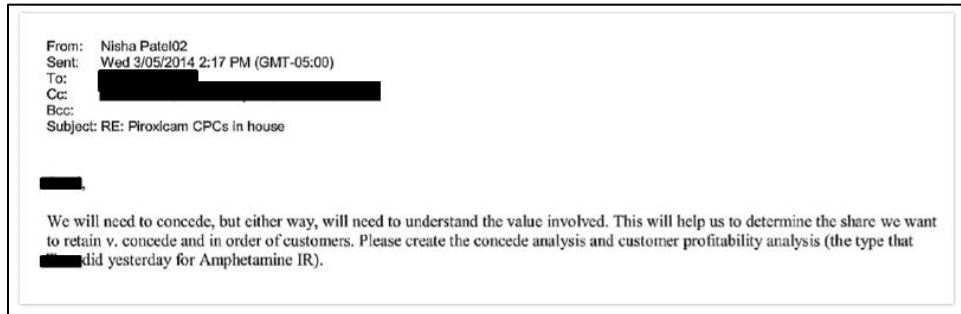 From: Nisha Patel02
Sent: Wed 3/05/2014 2:17 PM (GMT-05:00)
To:
Cc:
Bcc:
Subject: RE: Piroxicam CPCs in house
,
We will need to concede, but either way, will need to understand the value involved. This will help us to determine the share we want
to retain v. concede and in order of customers. Please create the concede analysis and customer profitability analysis (the type that
did yesterday for Amphetamine IR).